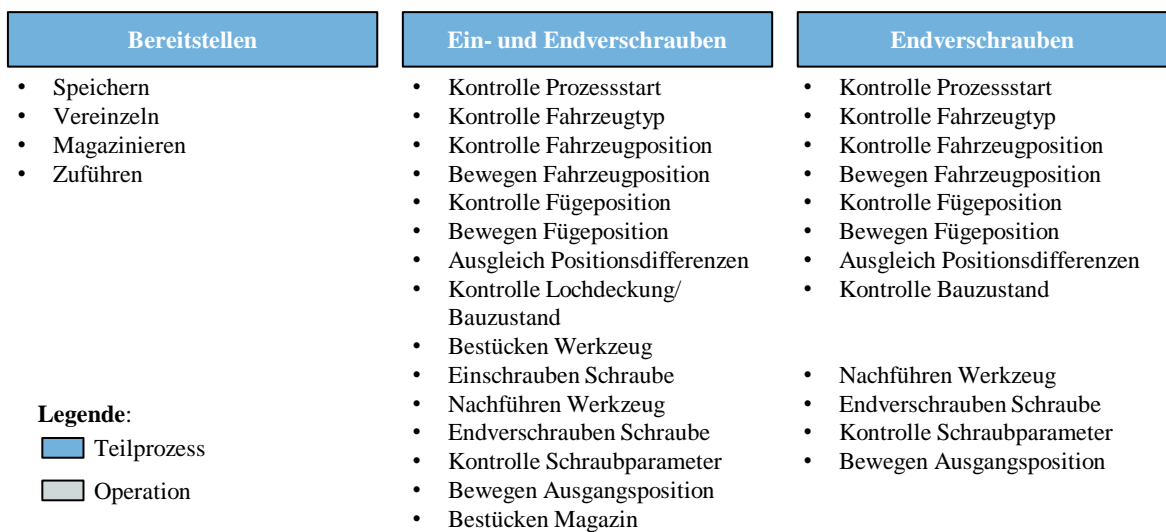 Bereitstellen
• Speichern
• Vereinzeln
• Magazinieren
• Zuführen
Ein- und Endverschrauben
• Kontrolle Prozessstart
• Kontrolle Fahrzeugtyp
• Kontrolle Fahrzeugposition
• Bewegen Fahrzeugposition
• Kontrolle Fügeposition
• Bewegen Fügeposition
• Ausgleich Positionsdifferenzen
• Kontrolle Lochdeckung/
Bauzustand
• Bestücken Werkzeug
• Einschrauben Schraube
• Nachführen Werkzeug
• Endverschrauben Schraube
• Kontrolle Schraubparameter
• Bewegen Ausgangsposition
• Bestücken Magazin
Endverschrauben
• Kontrolle Prozessstart
• Kontrolle Fahrzeugtyp
• Kontrolle Fahrzeugposition
• Bewegen Fahrzeugposition
• Kontrolle Fügeposition
• Bewegen Fügeposition
• Ausgleich Positionsdifferenzen
• Kontrolle Bauzustand
• Nachführen Werkzeug
• Endverschrauben Schraube
• Kontrolle Schraubparameter
• Bewegen Ausgangsposition
Legende:
Teilprozess
Operation